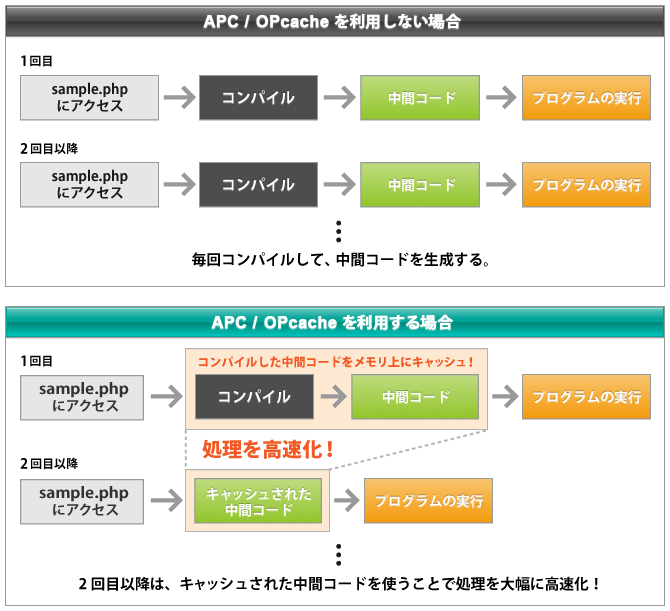 APC / OPcache を利用しない場合
1回目
sample.php
にアクセス
コンパイル
中間コード
プログラムの実行
2回目以降
sample.php
にアクセス
コンパイル
中間コード
プログラムの実行
毎回コンパイルして、中間コードを生成する。
APC / OPcache を利用する場合
1回目
コンパイルした中間コードをメモリ上にキャッシュ！
sample.php
にアクセス
コンパイル
中間コード
プログラムの実行
処理を高速化！
2回目以降
sample.php
にアクセス
キャッシュされた
中間コード
プログラムの実行
2回目以降は、キャッシュされた中間コードを使うことで処理を大幅に高速化！